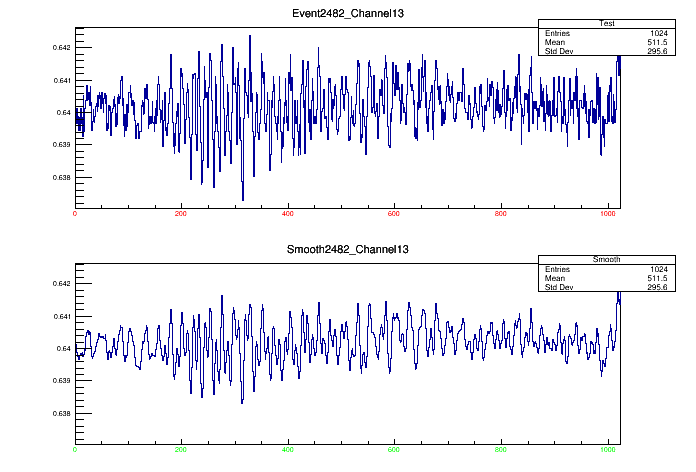 Event2482_Channel13
Test
Entries 1024
Mean 511.5
Std Dev 295.6
0.642
0.641
0.64
0.639
0.638
0 200 400 600 800 1000
Smooth2482_Channel13
Smooth
Entries 1024
Mean 511.5
Std Dev 295.6
0.642
0.641
0.64
0.639
0.638
0 200 400 600 800 1000